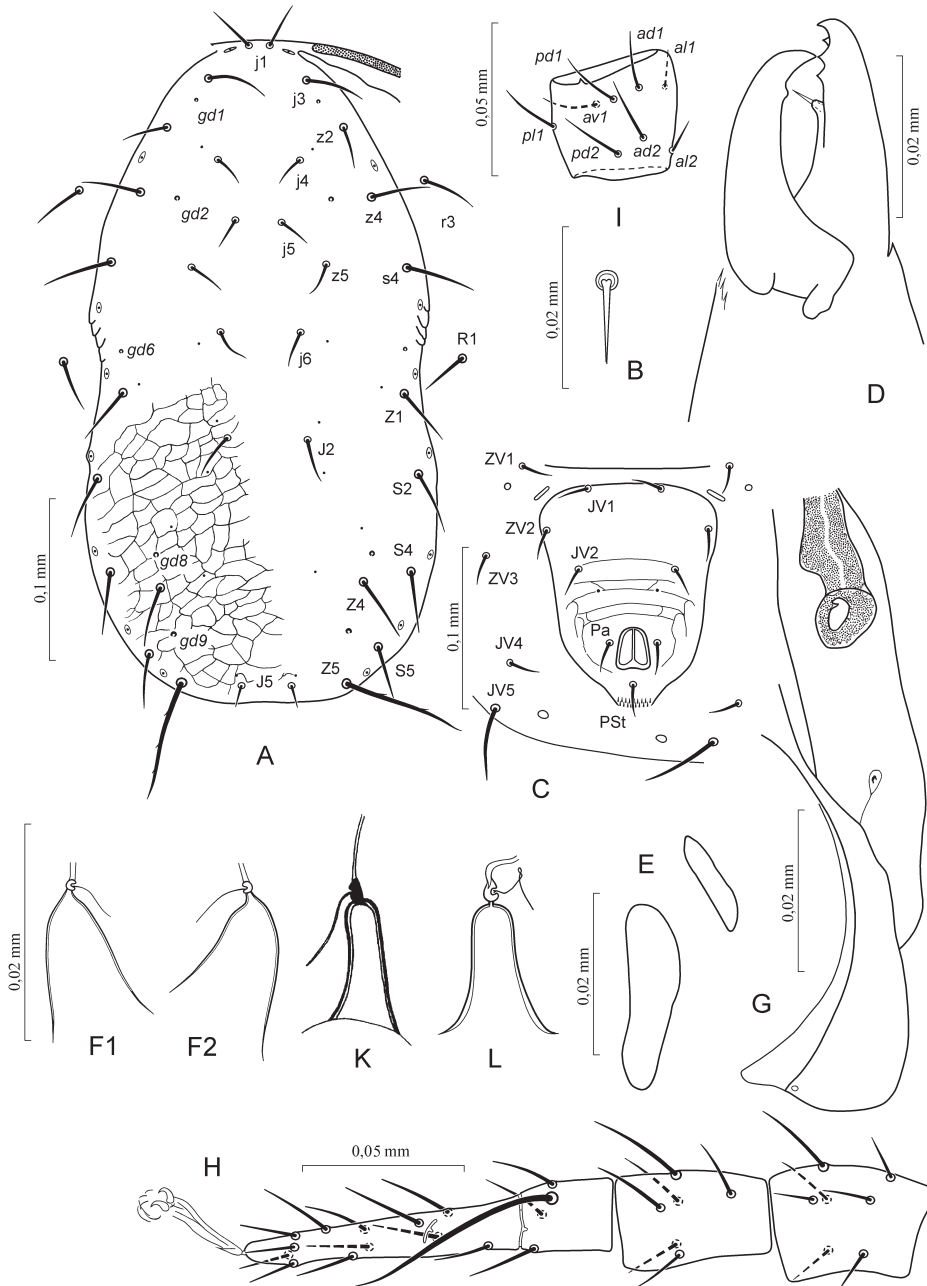 j1
j3
gd1
z2
j4
gd2
z4
r3
j5
z5
s4
gd6
j6
R1
Z1
J2
S2
0,1 mm
gd8
S4
Z4
gd9
J5
Z5
S5
A
0,05 mm
ad1
al1
pd1
av1
pl1
pd2
ad2
al2
I
0,02 mm
B
0,02 mm
D
ZV1
JV1
ZV2
JV2
ZV3
0,1 mm
Pa
JV4
JV5
PSt
C
E
0,02 mm
0,02 mm
G
0,02 mm
F1
F2
K
L
H
0,05 mm